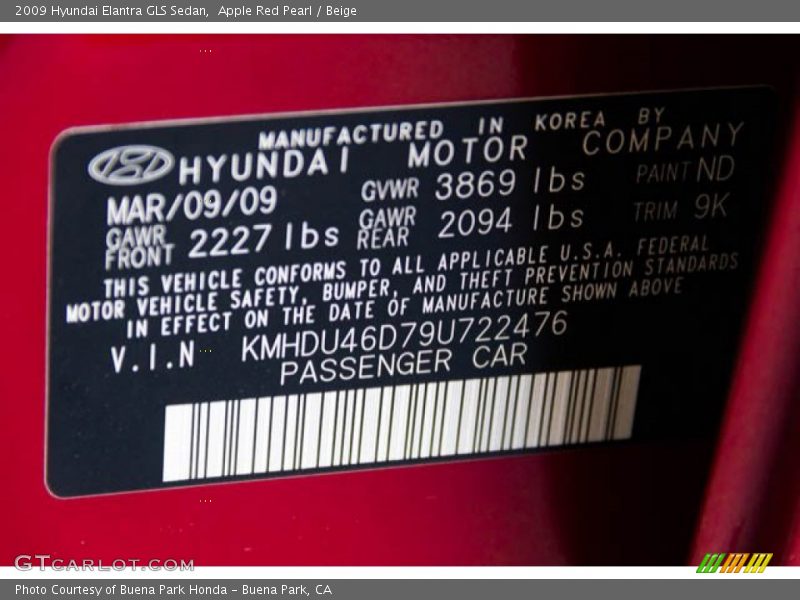 2009 Hyundai Elantra GLS Sedan,  Apple Red Pearl / Beige
MANUFACTURED IN KOREA BY
HYUNDAI MOTOR COMPANY
MAR/09/09 GVWR 3869 lbs PAINT ND
GAWR FRONT 2227 lbs GAWR REAR 2094 lbs TRIM 9K
THIS VEHICLE CONFORMS TO ALL APPLICABLE U.S.A. FEDERAL
MOTOR VEHICLE SAFETY, BUMPER, AND THEFT PREVENTION STANDARDS
IN EFFECT ON THE DATE OF MANUFACTURE SHOWN ABOVE
V.I.N KMHDU46D79U722476
PASSENGER CAR
GTCARLOT.COM
Photo Courtesy of Buena Park Honda - Buena Park, CA